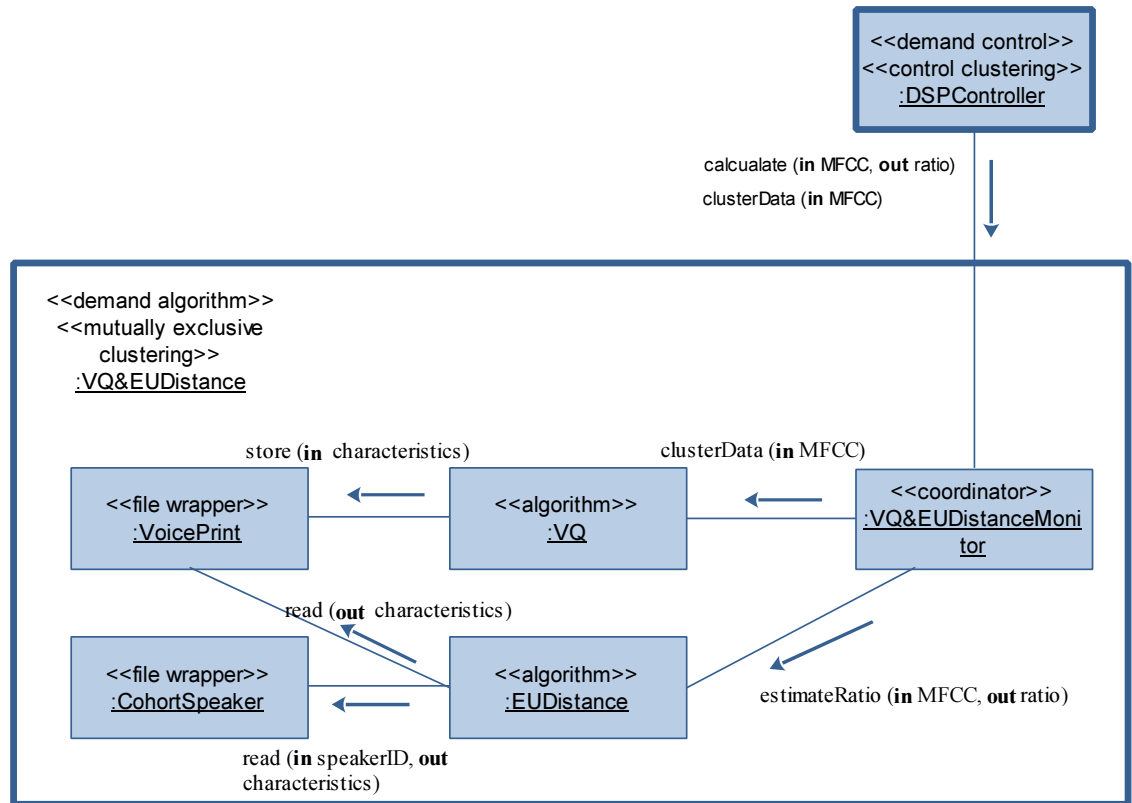 <<demand control>>
<<control clustering>>
:DSPController
calcualate (in MFCC, out ratio)
clusterData (in MFCC)
<<demand algorithm>>
<<mutually exclusive
clustering>>
:VQ&EUDistance
store (in characteristics)
clusterData (in MFCC)
<<file wrapper>>
:VoicePrint
<<algorithm>>
:VQ
<<coordinator>>
:VQ&EUDistanceMoni
tor
read (out characteristics)
<<file wrapper>>
:CohortSpeaker
<<algorithm>>
:EUDistance
estimateRatio (in MFCC, out ratio)
read (in speakerID, out
characteristics)